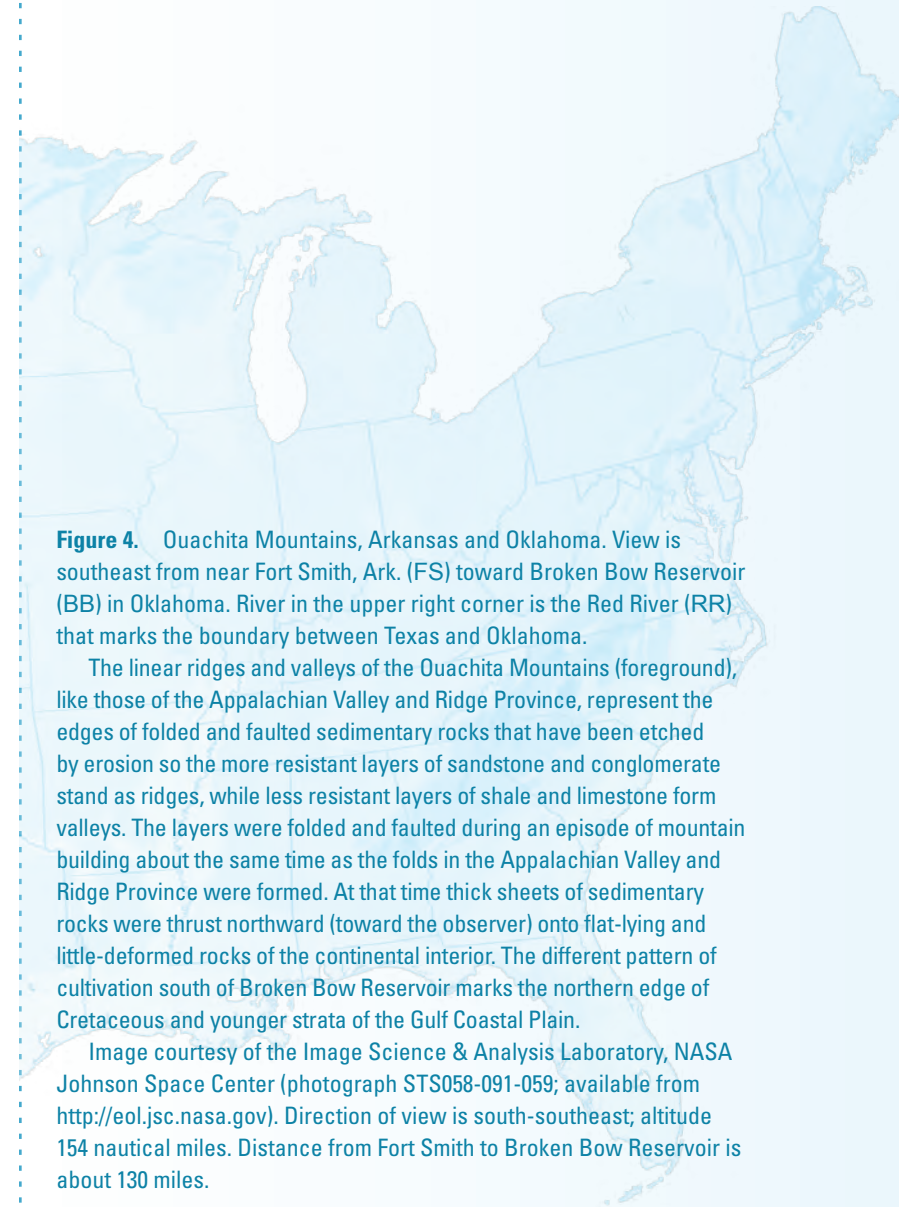 Figure 4. Ouachita Mountains, Arkansas and Oklahoma. View is
southeast from near Fort Smith, Ark. (FS) toward Broken Bow Reservoir
(BB) in Oklahoma. River in the upper right corner is the Red River (RR)
that marks the boundary between Texas and Oklahoma.
The linear ridges and valleys of the Ouachita Mountains (foreground),
like those of the Appalachian Valley and Ridge Province, represent the
edges of folded and faulted sedimentary rocks that have been etched
by erosion so the more resistant layers of sandstone and conglomerate
stand as ridges, while less resistant layers of shale and limestone form
valleys. The layers were folded and faulted during an episode of mountain
building about the same time as the folds in the Appalachian Valley and
Ridge Province were formed. At that time thick sheets of sedimentary
rocks were thrust northward (toward the observer) onto flat-lying and
little-deformed rocks of the continental interior. The different pattern of
cultivation south of Broken Bow Reservoir marks the northern edge of
Cretaceous and younger strata of the Gulf Coastal Plain.
Image courtesy of the Image Science & Analysis Laboratory, NASA
Johnson Space Center (photograph STS058-091-059; available from
http://eol.jsc.nasa.gov). Direction of view is south-southeast; altitude
154 nautical miles. Distance from Fort Smith to Broken Bow Reservoir is
about 130 miles.